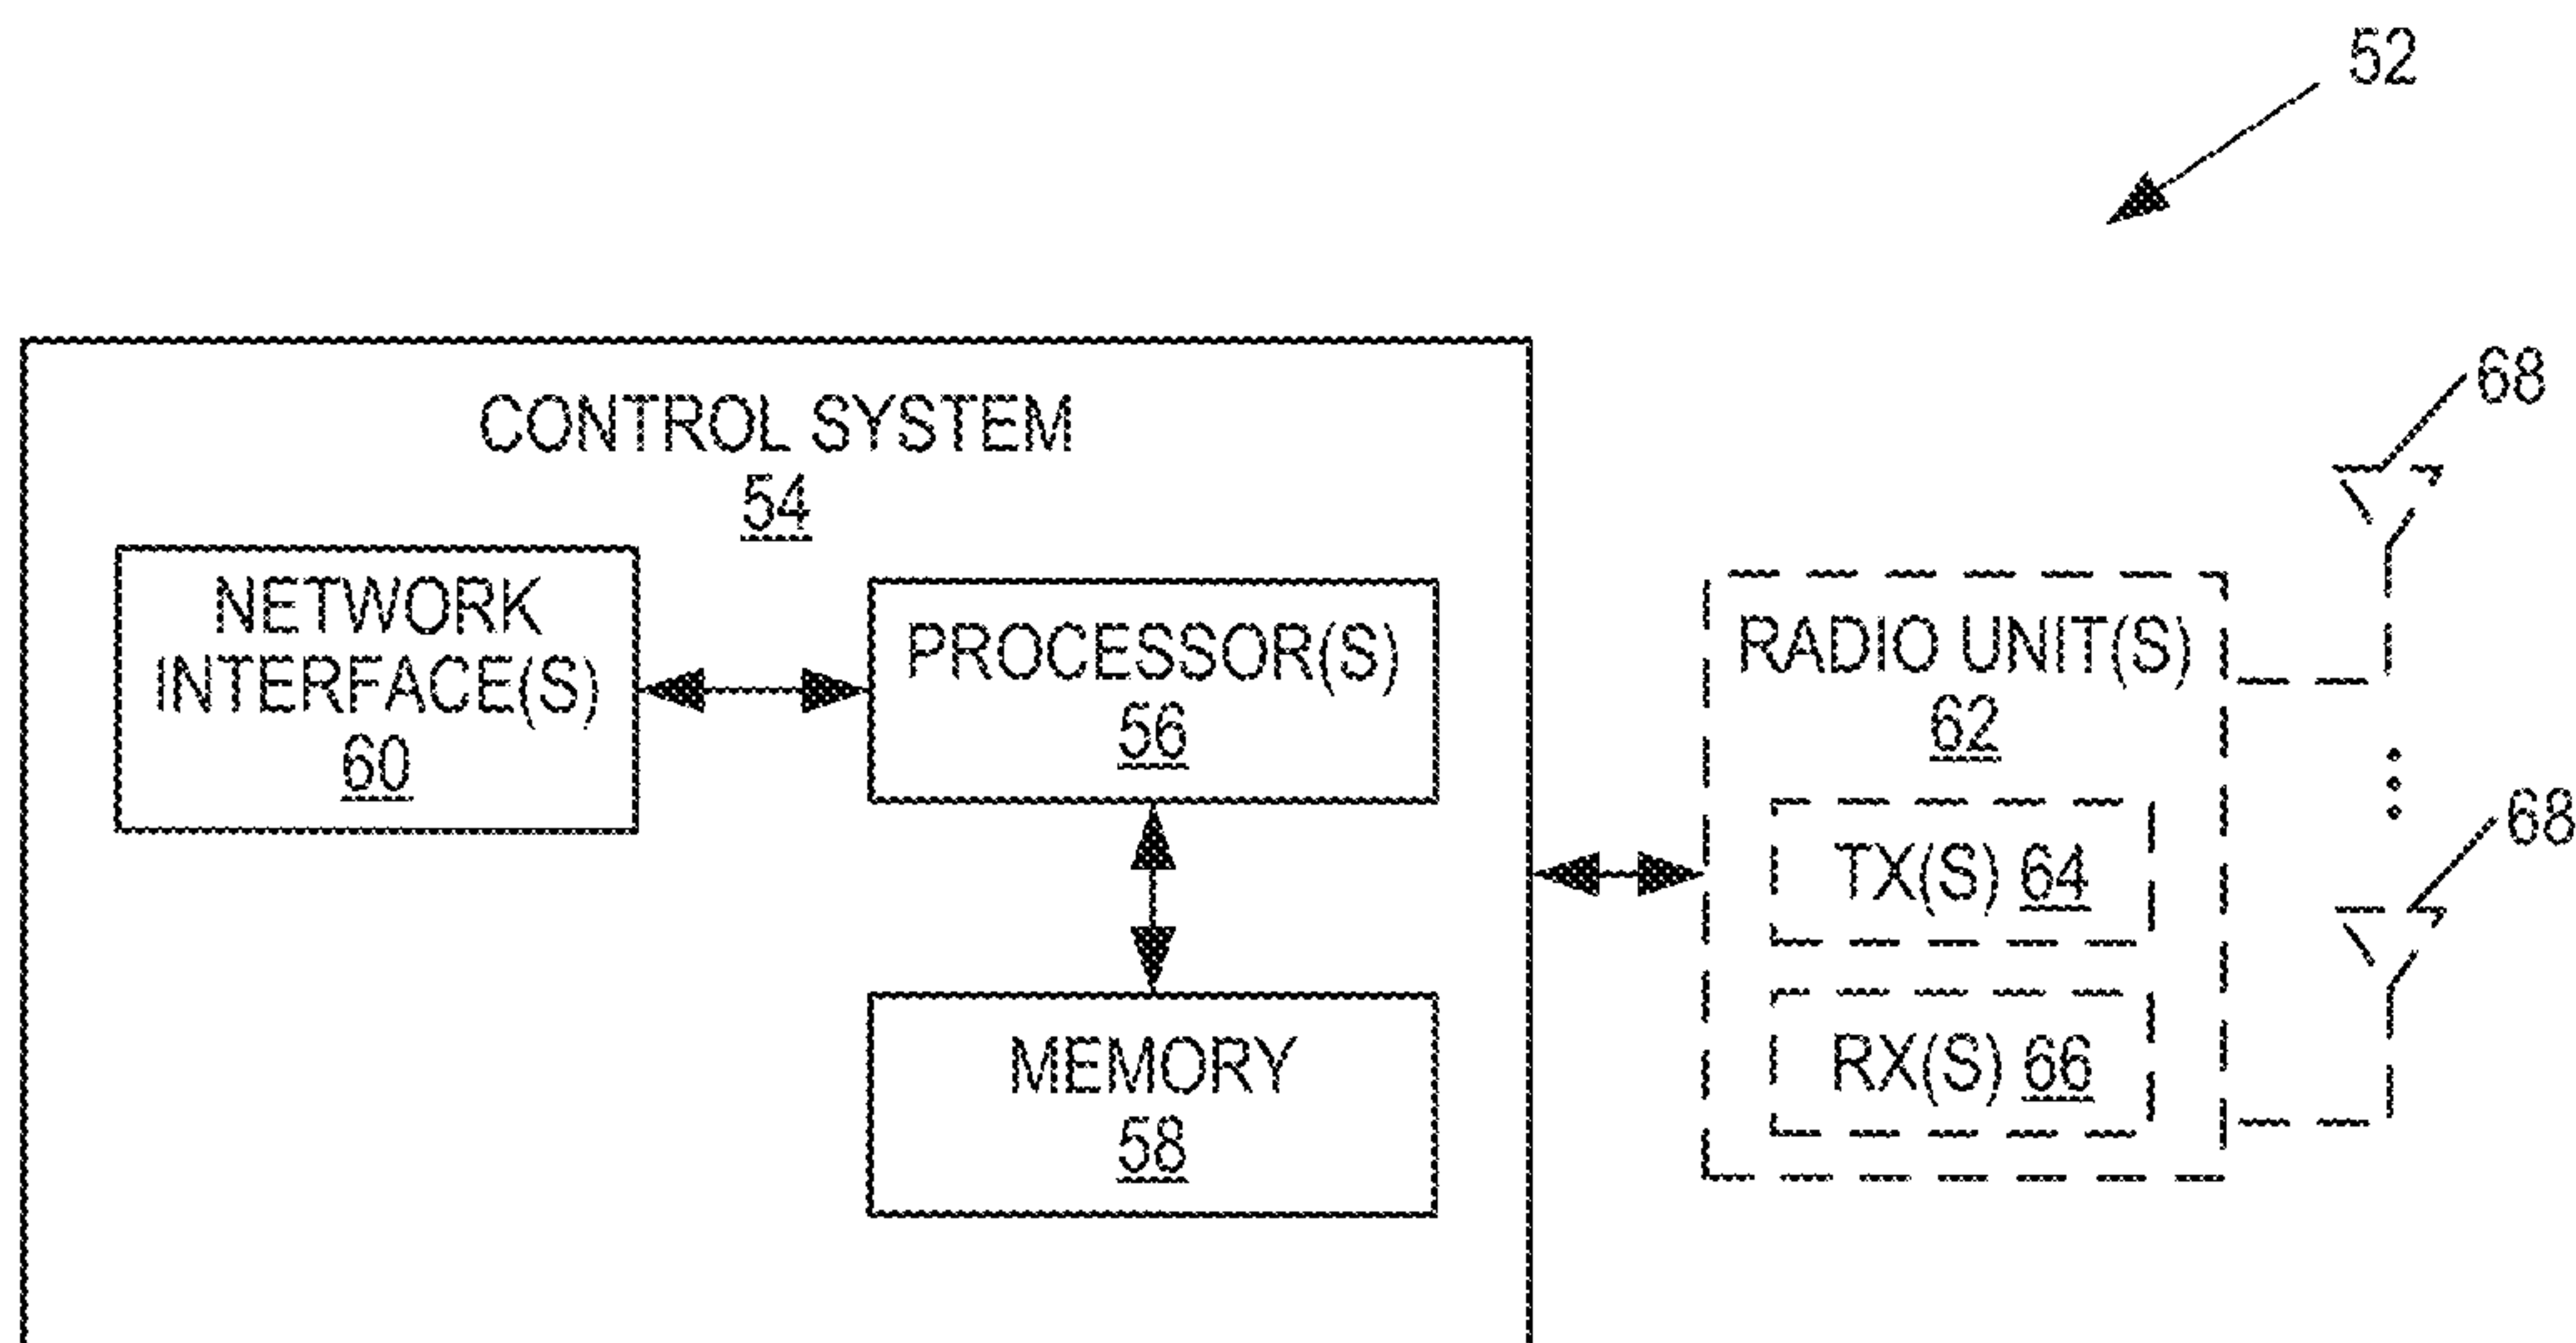 52
CONTROL SYSTEM
54
NETWORK
INTERFACE(S)
60
PROCESSOR(S)
56
MEMORY
58
RADIO UNIT(S)
62
TX(S) 64
RX(S) 66
68
68